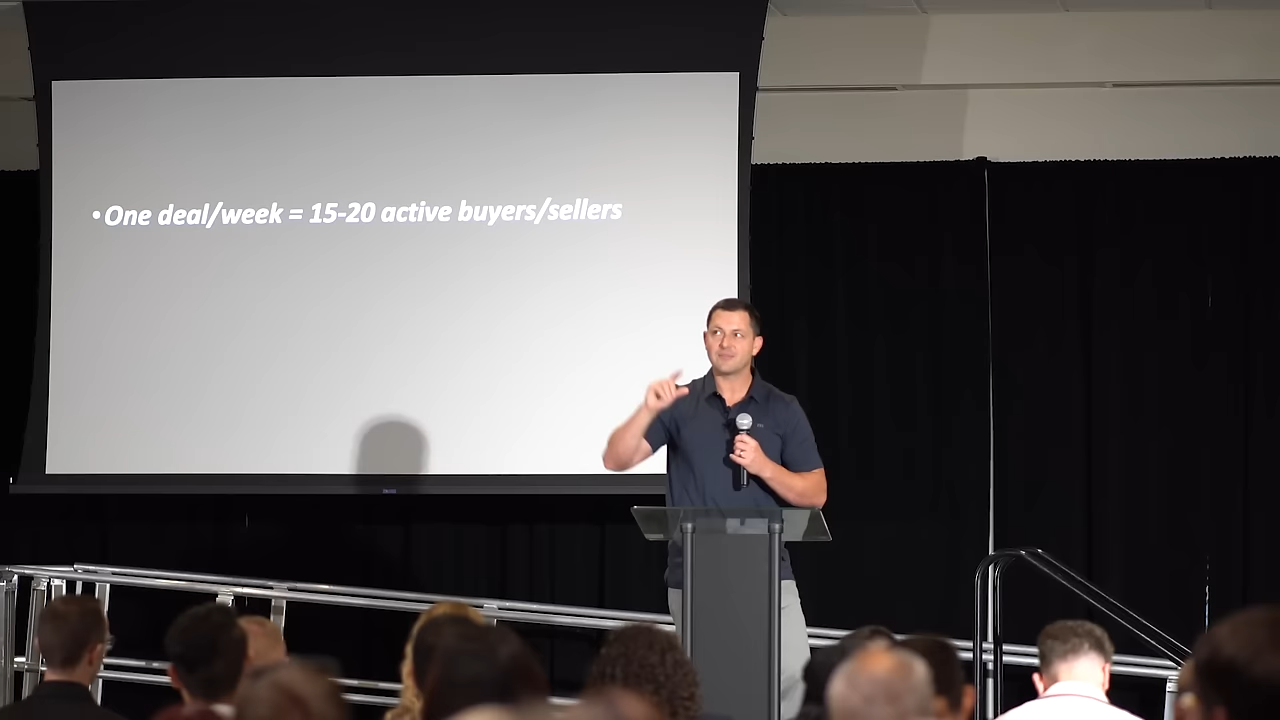 • One deal/week = 15-20 active buyers/sellers